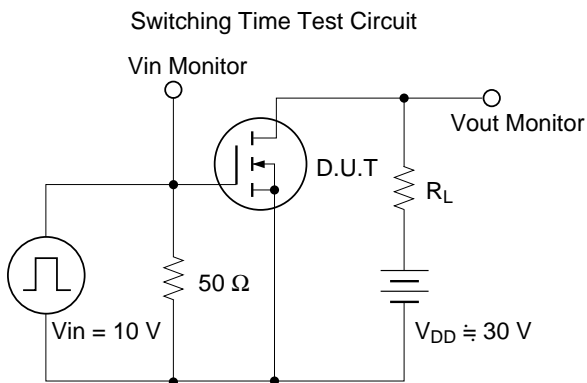 Switching Time Test Circuit
Vin Monitor
Vout Monitor
D.U.T
RL
50 Ω
Vin = 10 V
VDD ≒ 30 V